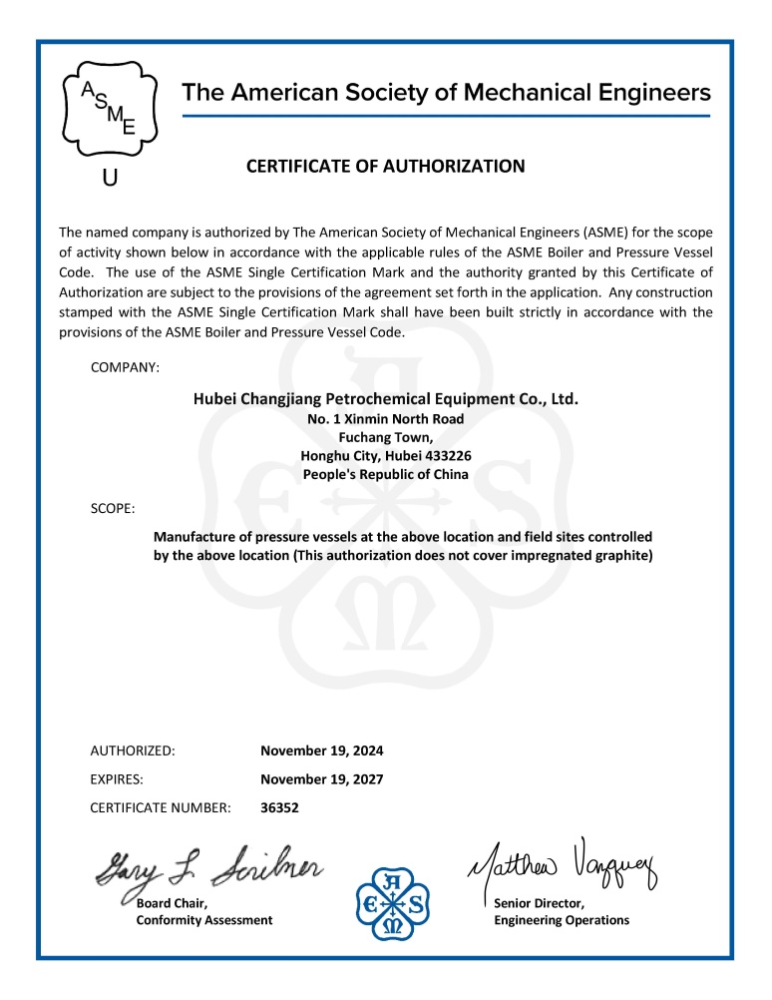 A
S
M
E
U
The American Society of Mechanical Engineers
CERTIFICATE OF AUTHORIZATION
The named company is authorized by The American Society of Mechanical Engineers (ASME) for the scope
of activity shown below in accordance with the applicable rules of the ASME Boiler and Pressure Vessel
Code. The use of the ASME Single Certification Mark and the authority granted by this Certificate of
Authorization are subject to the provisions of the agreement set forth in the application. Any construction
stamped with the ASME Single Certification Mark shall have been built strictly in accordance with the
provisions of the ASME Boiler and Pressure Vessel Code.
COMPANY:
Hubei Changjiang Petrochemical Equipment Co., Ltd.
No. 1 Xinmin North Road
Fuchang Town,
Honghu City, Hubei 433226
People's Republic of China
SCOPE:
Manufacture of pressure vessels at the above location and field sites controlled
by the above location (This authorization does not cover impregnated graphite)
AUTHORIZED: November 19, 2024
EXPIRES: November 19, 2027
CERTIFICATE NUMBER: 36352
Gary L. Scribner
Board Chair,
Conformity Assessment
A
E S
M
Matthew Vazquez
Senior Director,
Engineering Operations